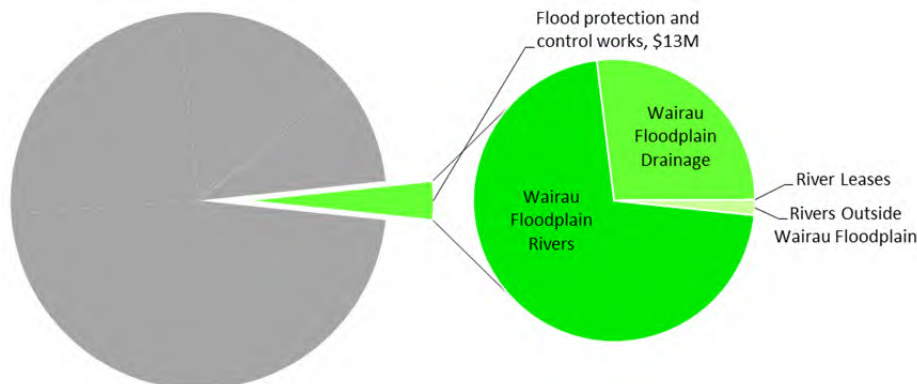 Flood protection and
control works, $13M
Wairau
Floodplain
Drainage
Wairau
Floodplain
Rivers
River Leases
Rivers Outside
Wairau Floodplain